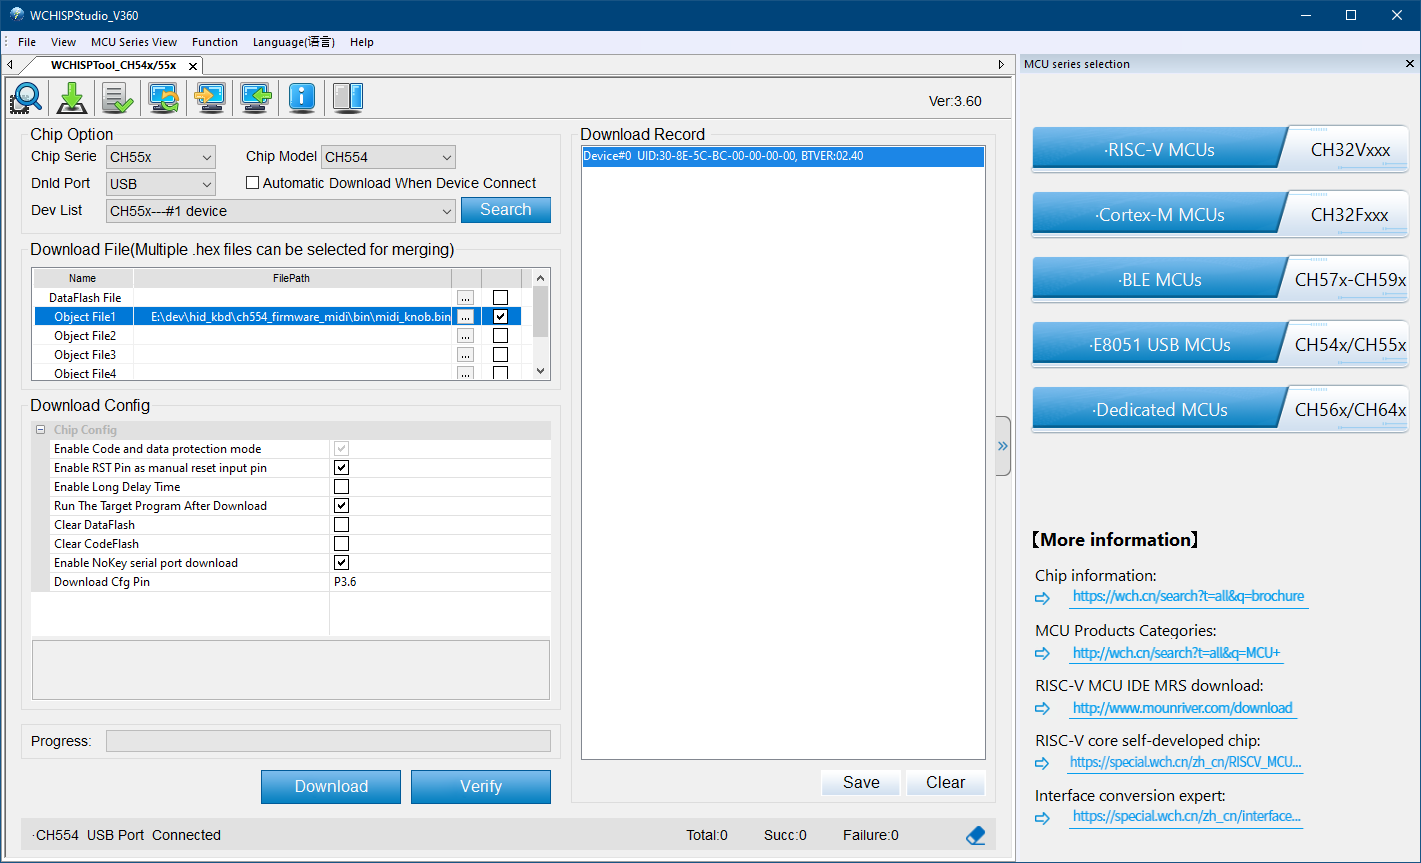 WCHISPStudio_V360
File View MCU Series View Function Language(语言) Help
WCHISPTool_CH54x/55x
Ver:3.60
Chip Option
Chip Serie CH55x Chip Model CH554
Dnld Port USB Automatic Download When Device Connect
Dev List CH55x---#1 device Search
Download File(Multiple .hex files can be selected for merging)
Name FilePath
DataFlash File ...
Object File1 E:\dev\hid_kbd\ch554_firmware_midi\bin\midi_knob.bin ...
Object File2 ...
Object File3 ...
Object File4 ...
Download Config
Chip Config
Enable Code and data protection mode
Enable RST Pin as manual reset input pin
Enable Long Delay Time
Run The Target Program After Download
Clear DataFlash
Clear CodeFlash
Enable NoKey serial port download
Download Cfg Pin P3.6
Progress:
Download Verify
Download Record
Device#0 UID:30-8E-5C-BC-00-00-00-00, BTVER:02.40
Save Clear
·CH554 USB Port Connected Total:0 Succ:0 Failure:0
MCU series selection
·RISC-V MCUs CH32Vxxx
·Cortex-M MCUs CH32Fxxx
·BLE MCUs CH57x-CH59x
·E8051 USB MCUs CH54x/CH55x
·Dedicated MCUs CH56x/CH64x
【More information】
Chip information:
https://wch.cn/search?t=all&q=brochure
MCU Products Categories:
http://wch.cn/search?t=all&q=MCU+
RISC-V MCU IDE MRS download:
http://www.mounriver.com/download
RISC-V core self-developed chip:
https://special.wch.cn/zh_cn/RISCV_MCU...
Interface conversion expert:
https://special.wch.cn/zh_cn/interface...